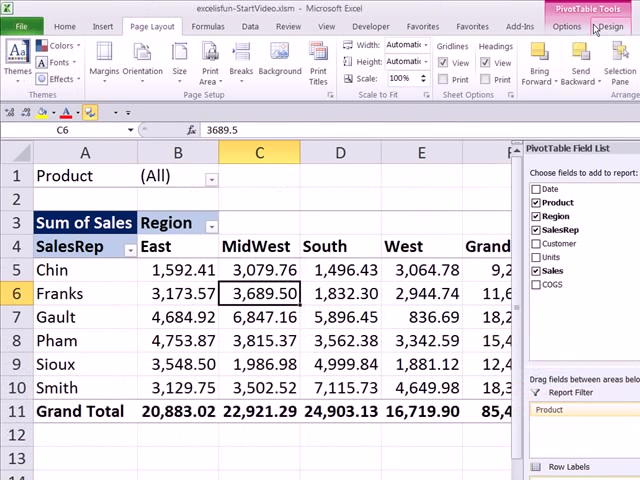 excelisfun-StartVideo.xlsm - Microsoft Excel
PivotTable Tools
File Home Insert Page Layout Formulas Data Review View Developer Favorites Favorites Add-Ins Options Design
Colors
Fonts
Effects
Themes
Margins Orientation Size Print Area Breaks Background Print Titles
Width: Automatic
Height: Automatic
Scale: 100%
Gridlines Headings
View View
Print Print
Bring Forward Send Backward Selection Pane
Themes Page Setup Scale to Fit Sheet Options Arrange
C6 fx 3689.5
A B C D E F
1 Product (All)
2
3 Sum of Sales Region
4 SalesRep East MidWest South West Grand
5 Chin 1,592.41 3,079.76 1,496.43 3,064.78 9,2
6 Franks 3,173.57 3,689.50 1,832.30 2,944.74 11,6
7 Gault 4,684.92 6,847.16 5,896.45 836.69 18,2
8 Pham 4,753.87 3,815.37 3,562.38 3,342.59 15,4
9 Sioux 3,548.50 1,986.98 4,999.84 1,881.12 12,4
10 Smith 3,129.75 3,502.52 7,115.73 4,649.98 18,3
11 Grand Total 20,883.02 22,921.29 24,903.13 16,719.90 85,4
12
13
PivotTable Field List
Choose fields to add to report:
Date
Product
Region
SalesRep
Customer
Units
Sales
COGS
Drag fields between areas belo
Report Filter
Product
Row Labels